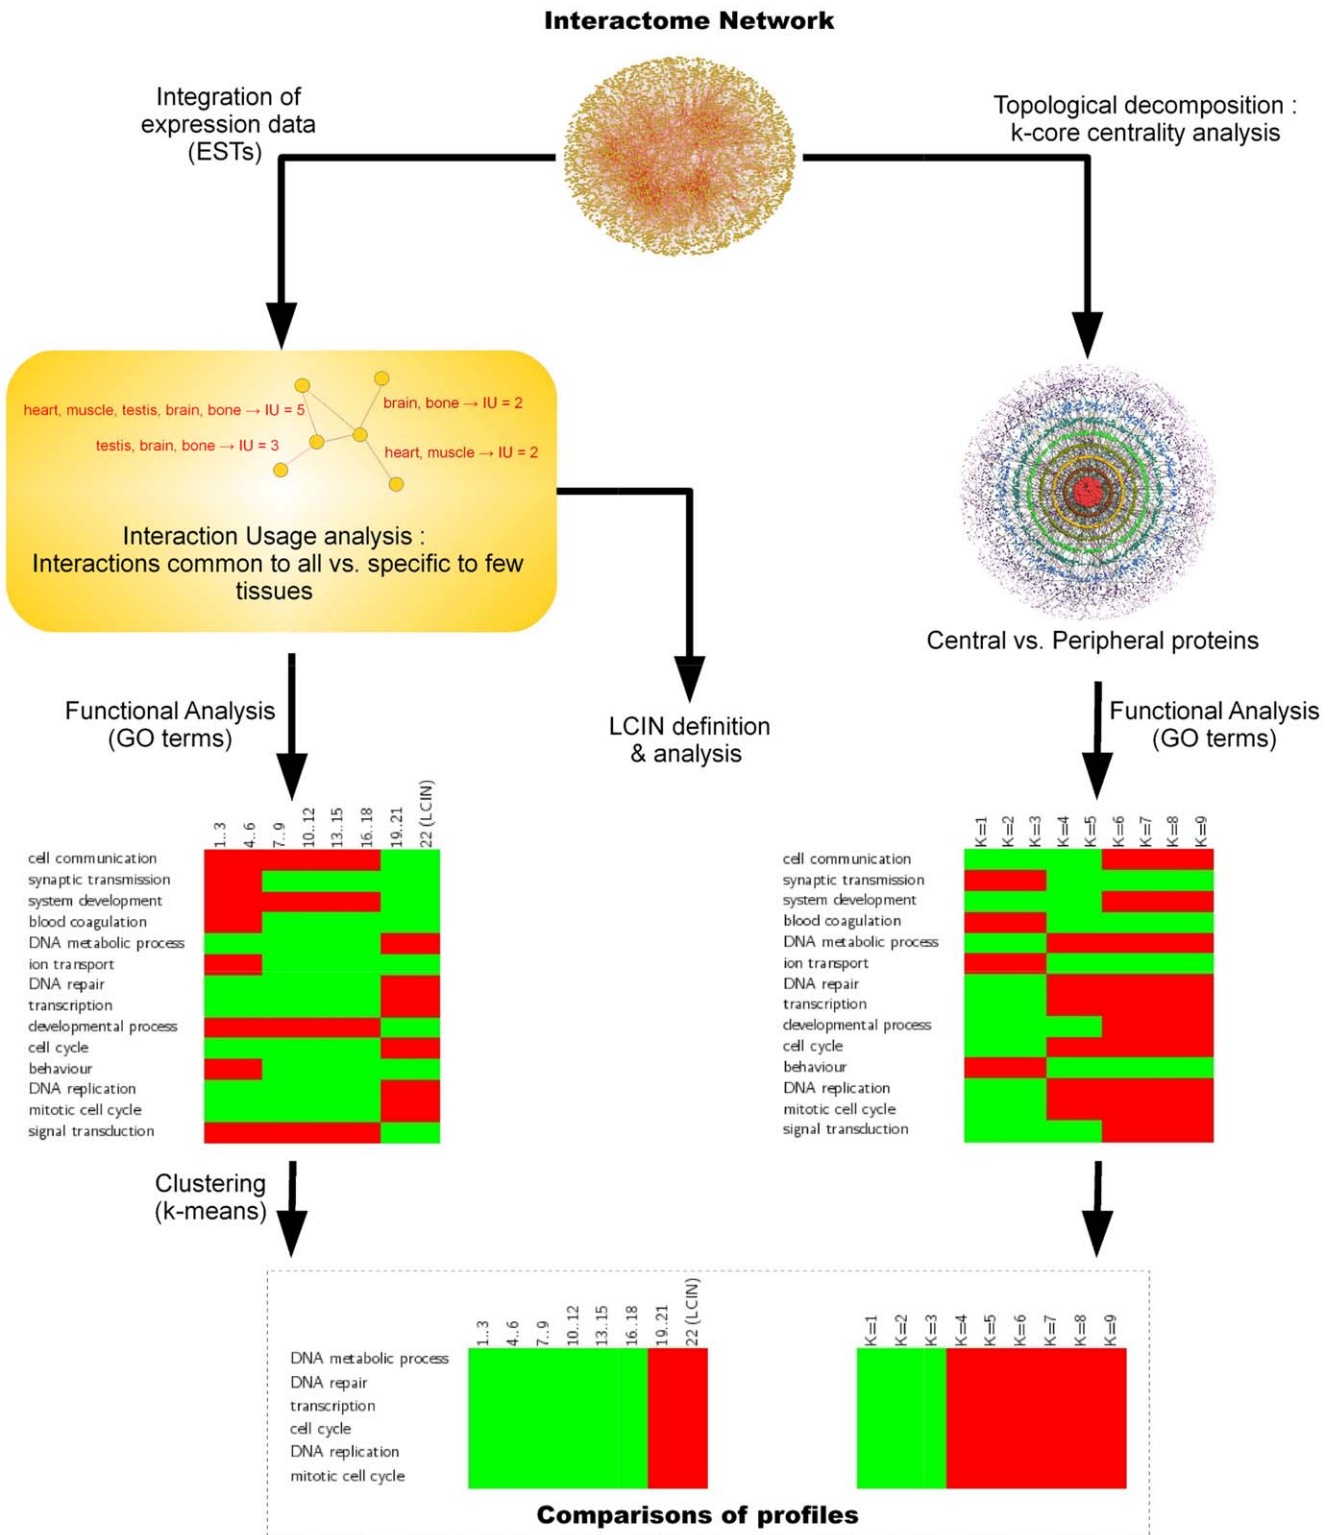 Interactome Network
Integration of
expression data
(ESTs)
Topological decomposition :
k-core centrality analysis
heart, muscle, testis, brain, bone → IU = 5
brain, bone → IU = 2
testis, brain, bone → IU = 3
heart, muscle → IU = 2
Interaction Usage analysis :
Interactions common to all vs. specific to few
tissues
Central vs. Peripheral proteins
Functional Analysis
(GO terms)
LCIN definition
& analysis
Functional Analysis
(GO terms)
1..3
4..6
7..9
10..12
13..15
16..18
19..21
22 (LCIN)
cell communication
synaptic transmission
system development
blood coagulation
DNA metabolic process
ion transport
DNA repair
transcription
developmental process
cell cycle
behaviour
DNA replication
mitotic cell cycle
signal transduction
K=1
K=2
K=3
K=4
K=5
K=6
K=7
K=8
K=9
cell communication
synaptic transmission
system development
blood coagulation
DNA metabolic process
ion transport
DNA repair
transcription
developmental process
cell cycle
behaviour
DNA replication
mitotic cell cycle
signal transduction
Clustering
(k-means)
1..3
4..6
7..9
10..12
13..15
16..18
19..21
22 (LCIN)
K=1
K=2
K=3
K=4
K=5
K=6
K=7
K=8
K=9
DNA metabolic process
DNA repair
transcription
cell cycle
DNA replication
mitotic cell cycle
Comparisons of profiles